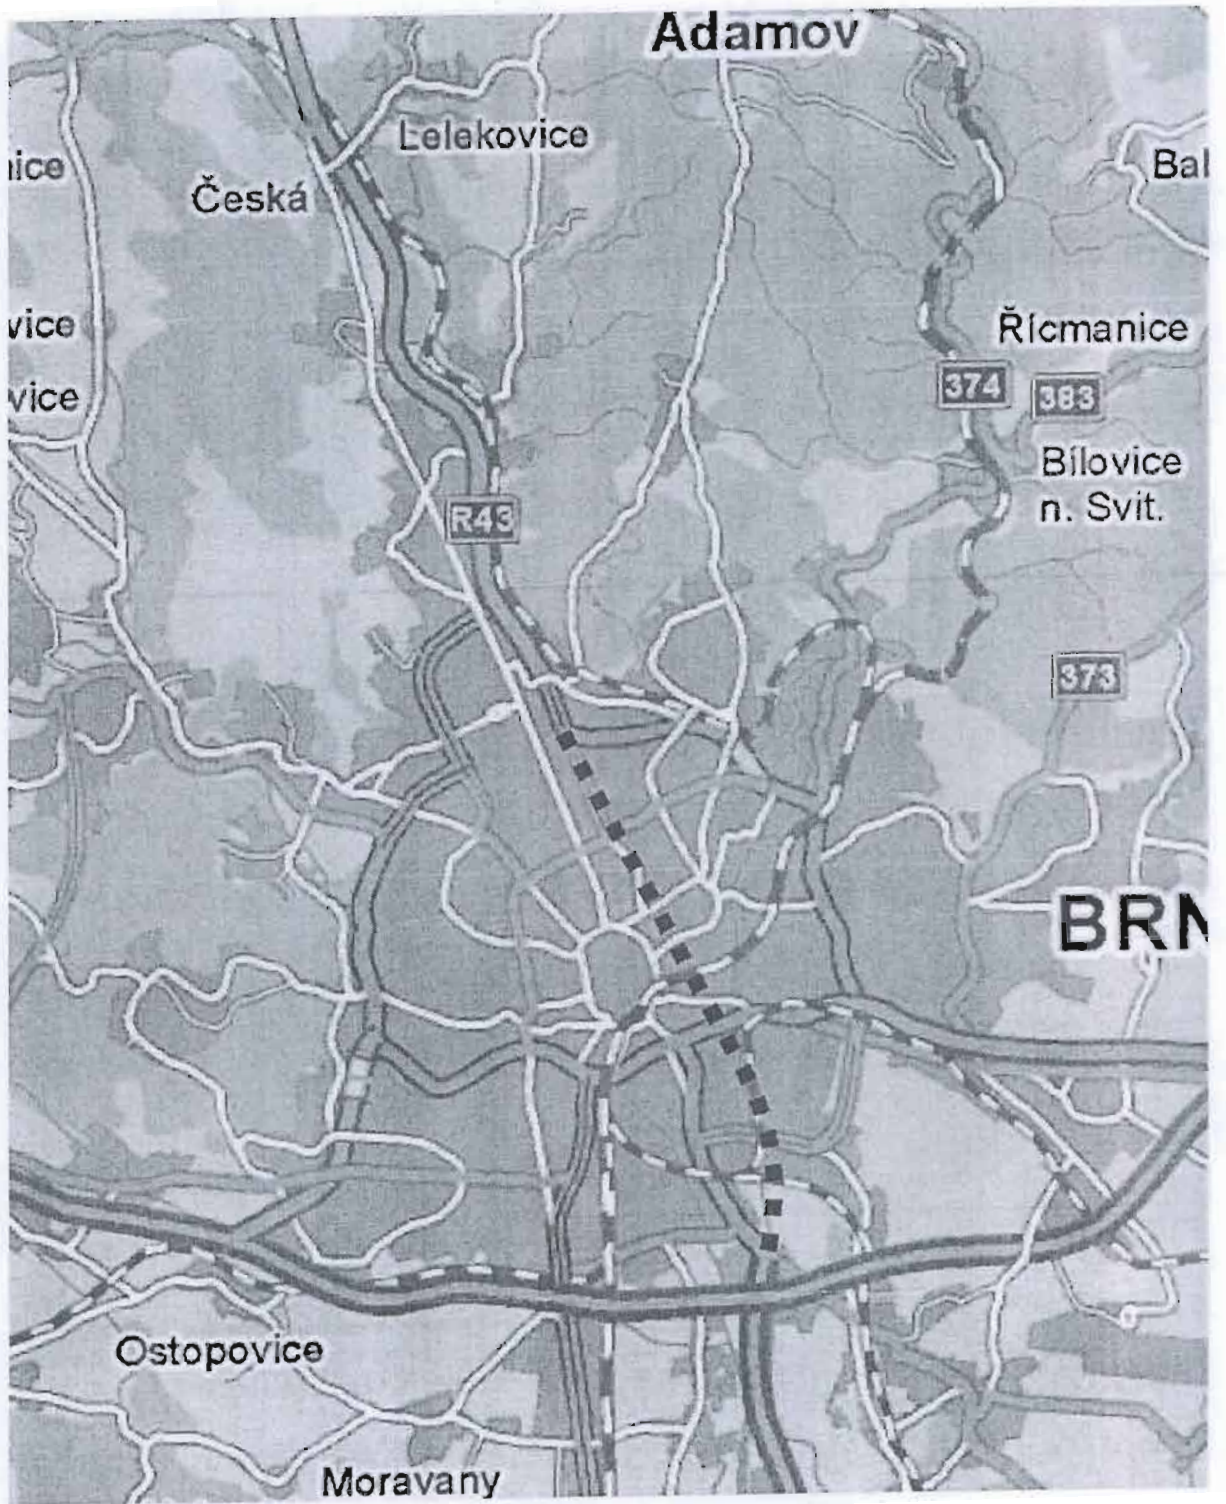 Adamov
Lelekovice
ice
Česká
Bal
vice
Řícmanice
374
383
vice
Bílovice
n. Svit.
R43
373
BRN
Ostopovice
Moravany